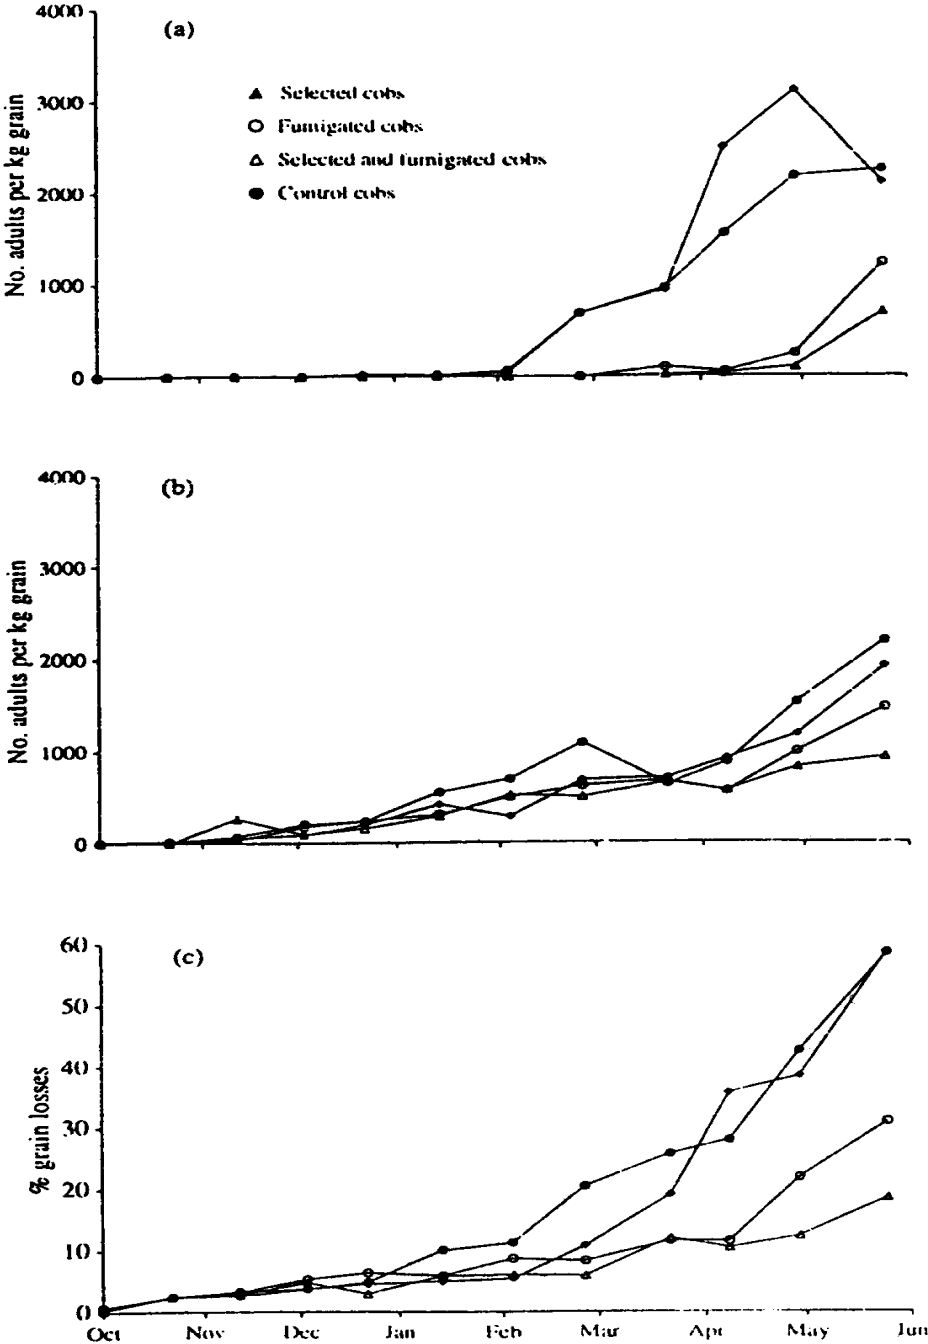 (a)
4000
3000
2000
1000
0
No. adults per kg grain
Selected cobs
Fumigated cobs
Selected and fumigated cobs
Control cobs
(b)
4000
3000
2000
1000
0
No. adults per kg grain
(c)
60
50
40
30
20
10
0
% grain losses
Oct Nov Dec Jan Feb Mar Apr May Jun